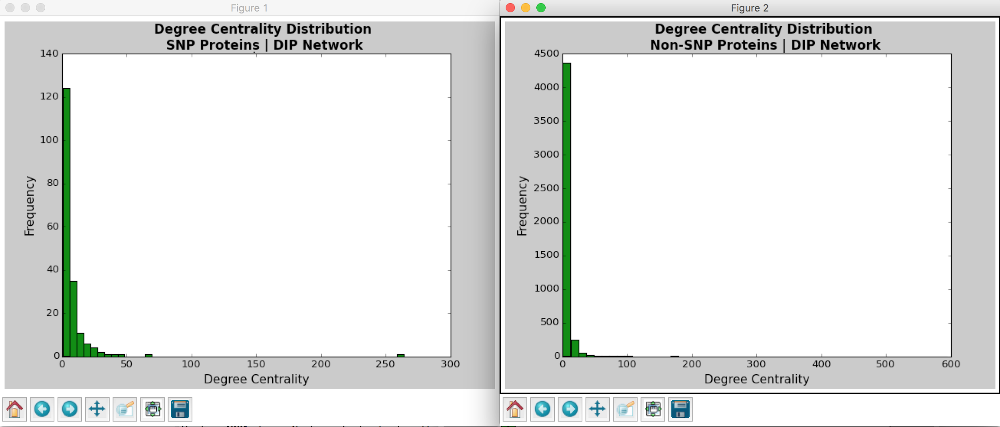 Figure 1
Degree Centrality Distribution
SNP Proteins | DIP Network
140
120
100
80
60
40
20
0
Frequency
0 50 100 150 200 250 300
Degree Centrality
Figure 2
Degree Centrality Distribution
Non-SNP Proteins | DIP Network
4500
4000
3500
3000
2500
2000
1500
1000
500
0
Frequency
0 100 200 300 400 500 600
Degree Centrality